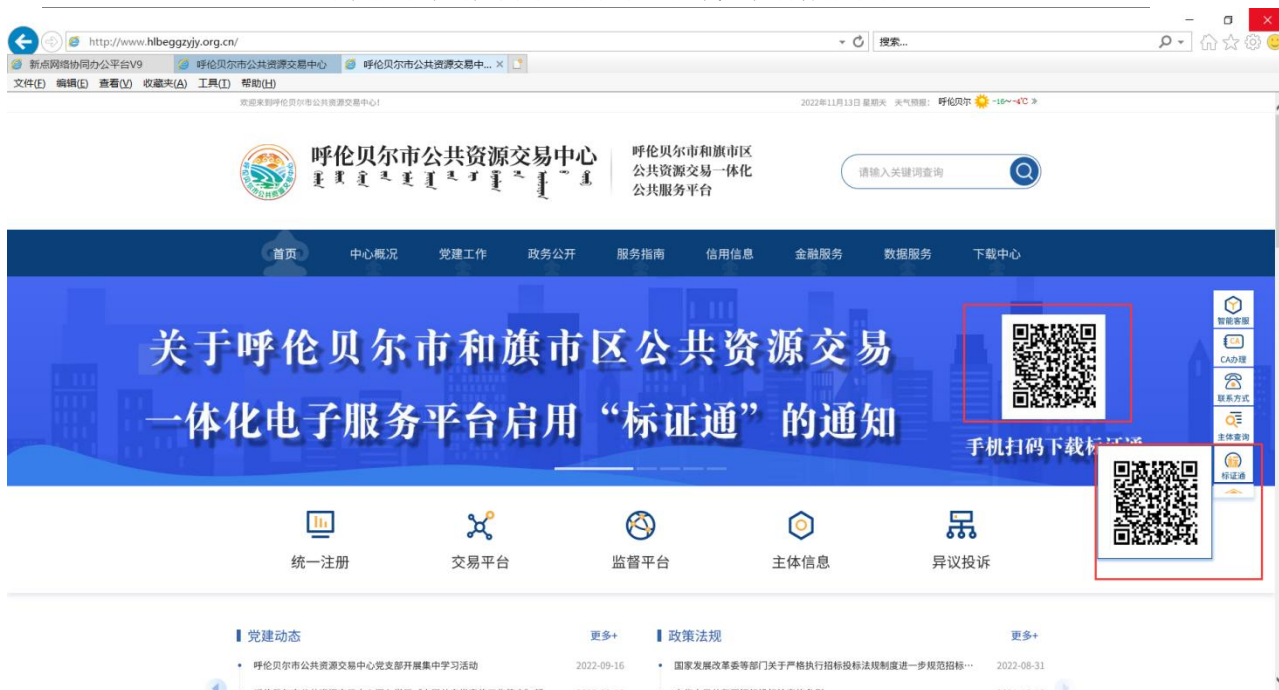 http://www.hlbeggzyjy.org.cn/
搜索...
新点网络协同办公平台V9
呼伦贝尔市公共资源交易中心
呼伦贝尔市公共资源交易中...
文件(F) 编辑(E) 查看(V) 收藏夹(A) 工具(T) 帮助(H)
欢迎来到呼伦贝尔市公共资源交易中心!
2022年11月13日 星期天 天气预报: 呼伦贝尔 -16~-4℃ »
呼伦贝尔市公共资源交易中心
呼伦贝尔市和旗市区
公共资源交易一体化
公共服务平台
请输入关键词查询
首页 中心概况 党建工作 政务公开 服务指南 信用信息 金融服务 数据服务 下载中心
关于呼伦贝尔市和旗市区公共资源交易
一体化电子服务平台启用“标证通”的通知
手机扫码下载标证通
智能客服
CA
CA办理
联系方式
主体查询
标证通
统一注册 交易平台 监督平台 主体信息 异议投诉
党建动态 更多+
呼伦贝尔市公共资源交易中心党支部开展集中学习活动 2022-09-16
政策法规 更多+
国家发展改革委等部门关于严格执行招标投标法规制度进一步规范招标… 2022-08-31